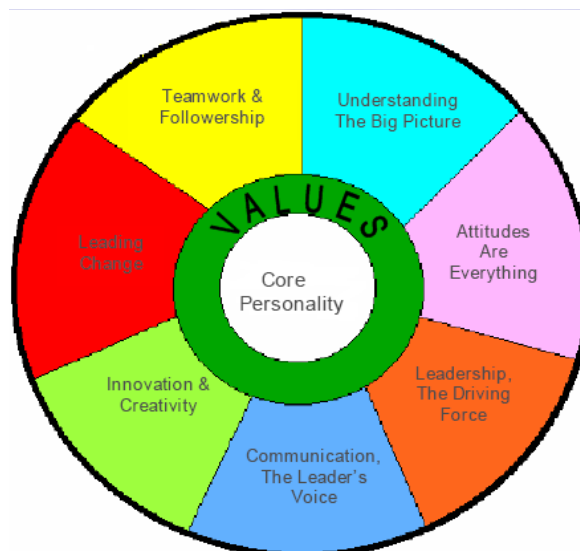 Teamwork &
Followership
Understanding
The Big Picture
Attitudes
Are
Everything
Leadership,
The Driving
Force
Communication,
The Leader's
Voice
Innovation &
Creativity
Leading
Change
VALUES
Core
Personality